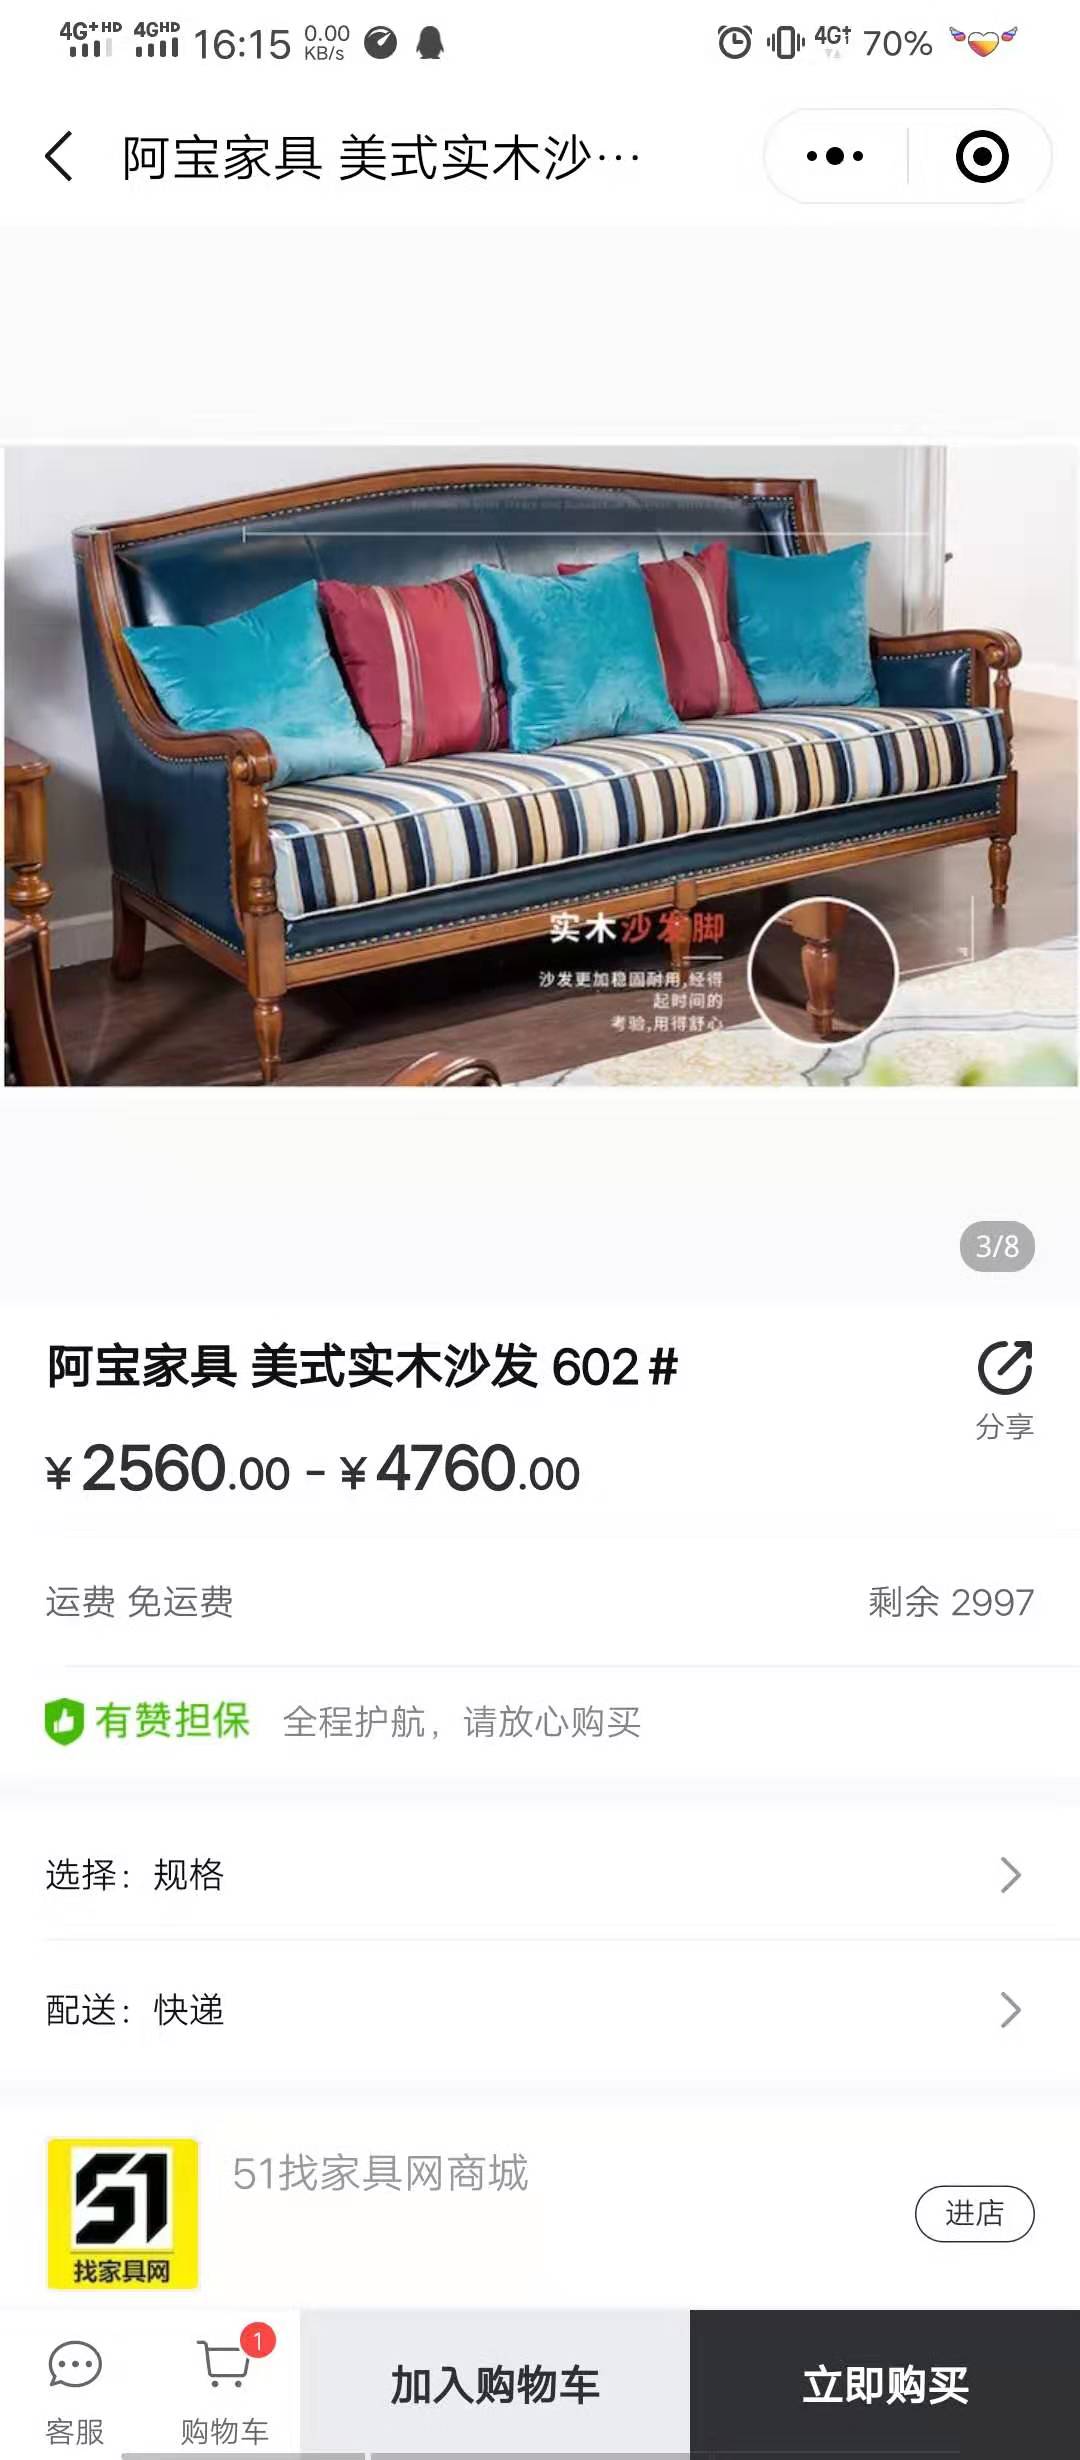 4G+HD 4GHD 16:15 0.00 KB/s 4G+ 70%
阿宝家具 美式实木沙…
实木沙发脚
沙发更加稳固耐用,经得
起时间的
考验,用得舒心
3/8
阿宝家具 美式实木沙发 602#
¥2560.00 - ¥4760.00
分享
运费 免运费 剩余 2997
有赞担保 全程护航，请放心购买
选择：规格
配送：快递
51找家具网商城
进店
51
找家具网
1
客服 购物车 加入购物车 立即购买